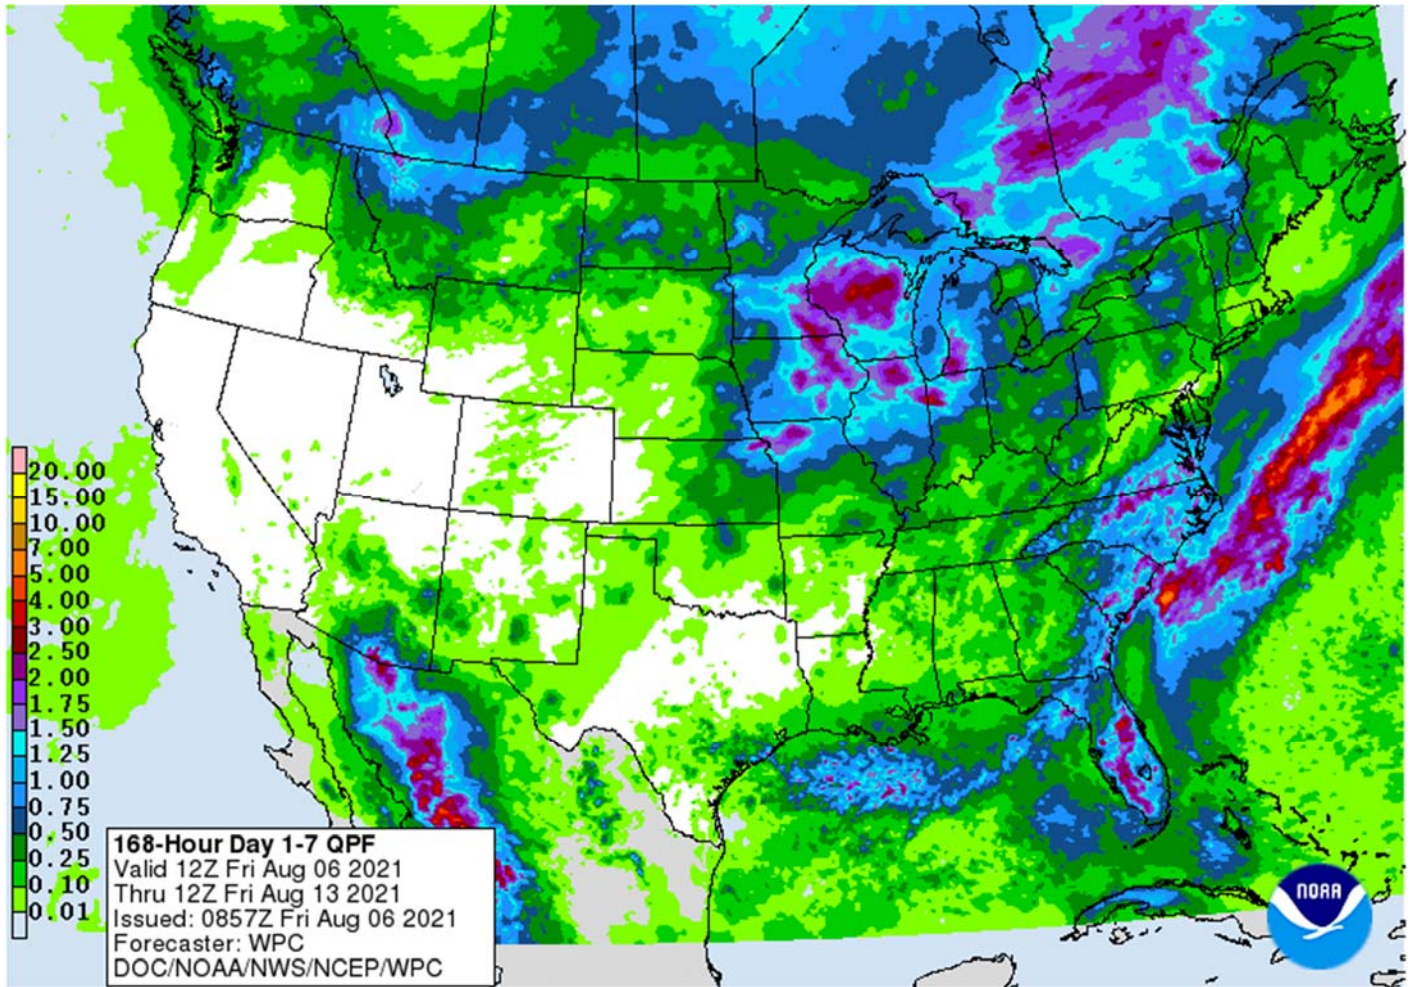 20.00
15.00
10.00
7.00
5.00
4.00
3.00
2.50
2.00
1.75
1.50
1.25
1.00
0.75
0.50
0.25
0.10
0.01
168-Hour Day 1-7 QPF
Valid 12Z Fri Aug 06 2021
Thru 12Z Fri Aug 13 2021
Issued: 0857Z Fri Aug 06 2021
Forecaster: WPC
DOC/NOAA/NWS/NCEP/WPC
NOAA